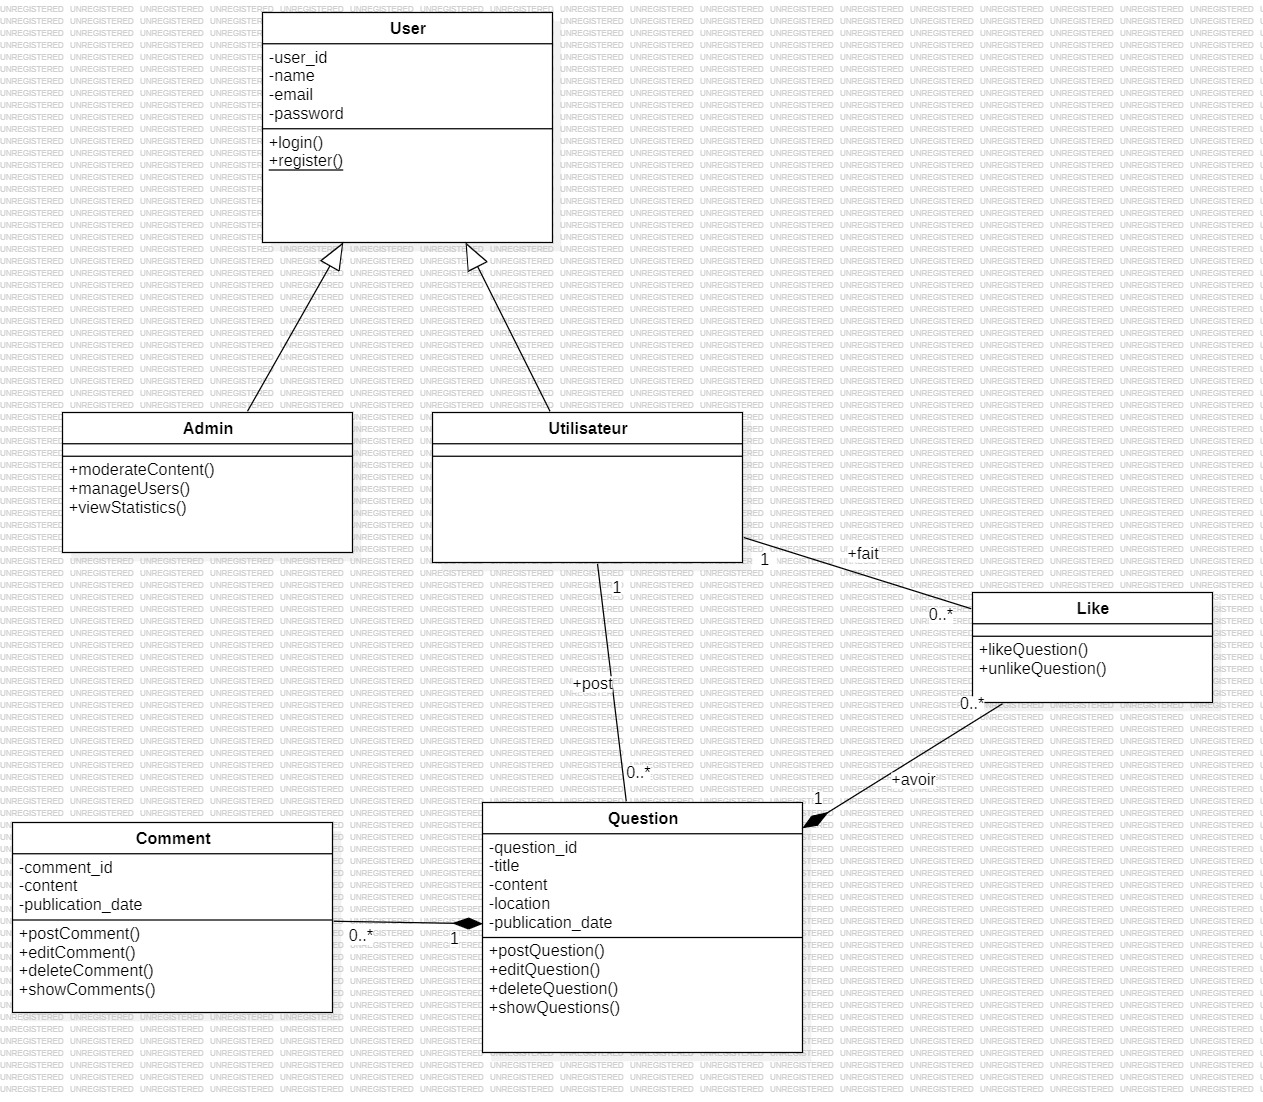 User
-user_id
-name
-email
-password
+login()
+register()
Admin
+moderateContent()
+manageUsers()
+viewStatistics()
Utilisateur
1
+fait
0..*
1
+post
0..*
Like
+likeQuestion()
+unlikeQuestion()
0..*
+avoir
1
Question
-question_id
-title
-content
-location
-publication_date
+postQuestion()
+editQuestion()
+deleteQuestion()
+showQuestions()
Comment
-comment_id
-content
-publication_date
+postComment()
+editComment()
+deleteComment()
+showComments()
0..*
1
UNREGISTERED